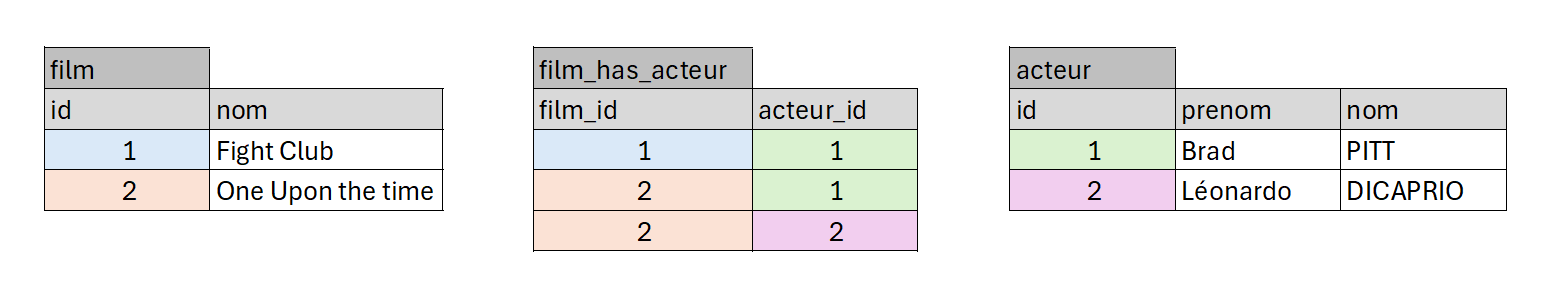 film
id nom
1 Fight Club
2 One Upon the time
film_has_acteur
film_id acteur_id
1 1
2 1
2 2
acteur
id prenom nom
1 Brad PITT
2 Léonardo DICAPRIO